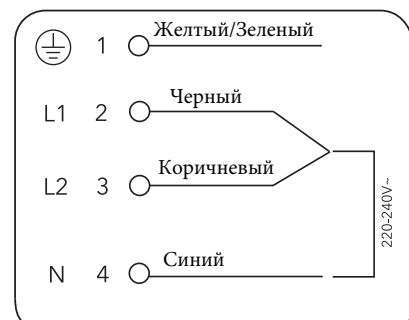 1 Желтый/Зеленый
L1 2 Черный
L2 3 Коричневый
220-240V~
N 4 Синий